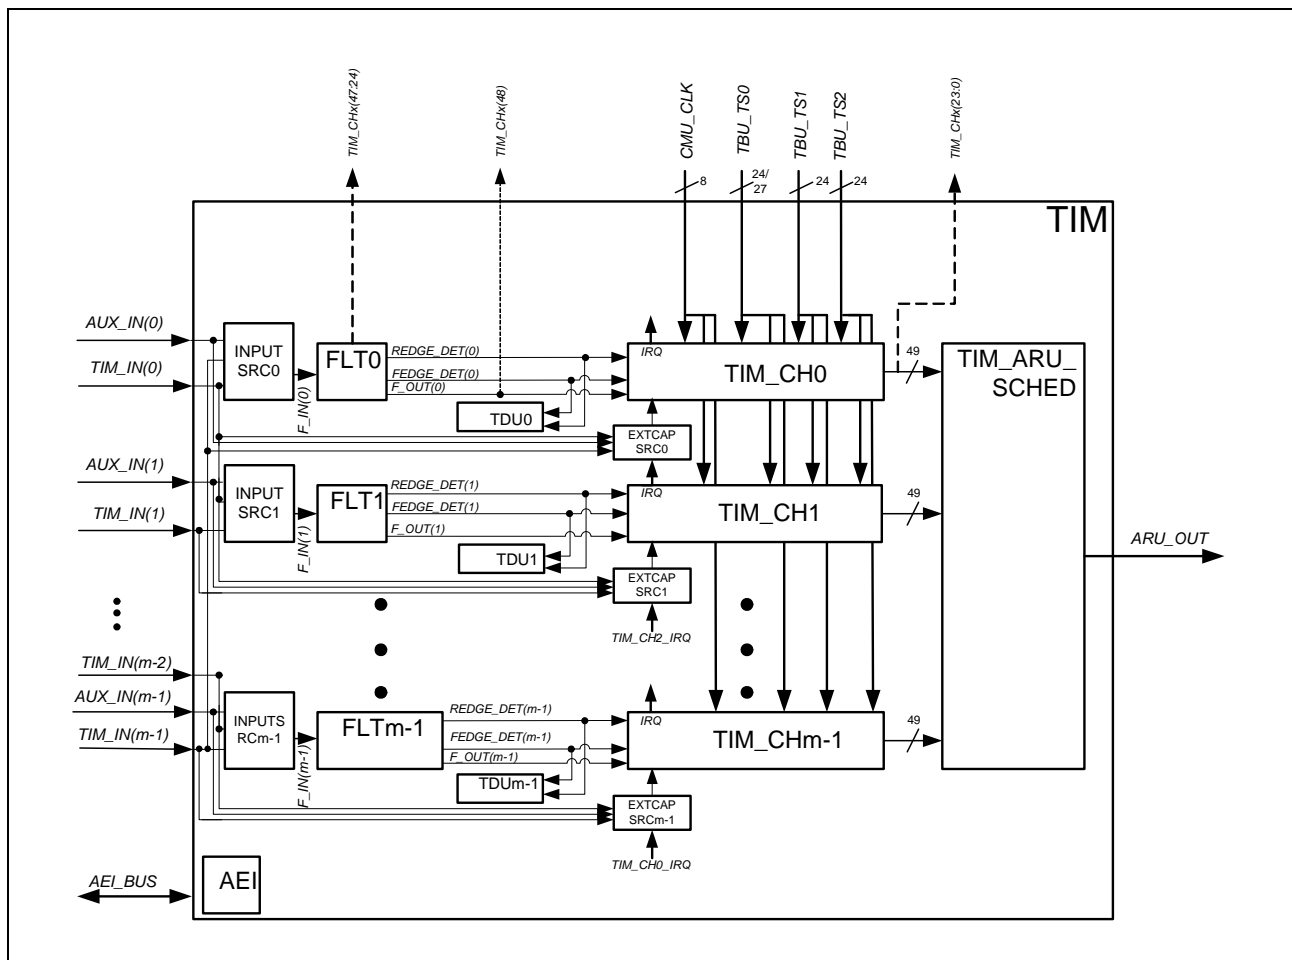 TIM_CHx(47:24)
TIM_CHx(48)
CMU_CLK
TBU_TS0
TBU_TS1
TBU_TS2
TIM_CHx(23:0)
8
24/
27
24
24
TIM
AUX_IN(0)
TIM_IN(0)
INPUT
SRC0
F_IN(0)
FLT0
REDGE_DET(0)
FEDGE_DET(0)
F_OUT(0)
TDU0
IRQ
TIM_CH0
EXTCAP
SRC0
49
TIM_ARU_
SCHED
AUX_IN(1)
TIM_IN(1)
INPUT
SRC1
F_IN(1)
FLT1
REDGE_DET(1)
FEDGE_DET(1)
F_OUT(1)
TDU1
IRQ
TIM_CH1
EXTCAP
SRC1
TIM_CH2_IRQ
49
ARU_OUT
TIM_IN(m-2)
AUX_IN(m-1)
TIM_IN(m-1)
INPUTS
RCm-1
F_IN(m-1)
FLTm-1
REDGE_DET(m-1)
FEDGE_DET(m-1)
F_OUT(m-1)
TDUm-1
IRQ
TIM_CHm-1
EXTCAP
SRCm-1
TIM_CH0_IRQ
49
AEI_BUS
AEI